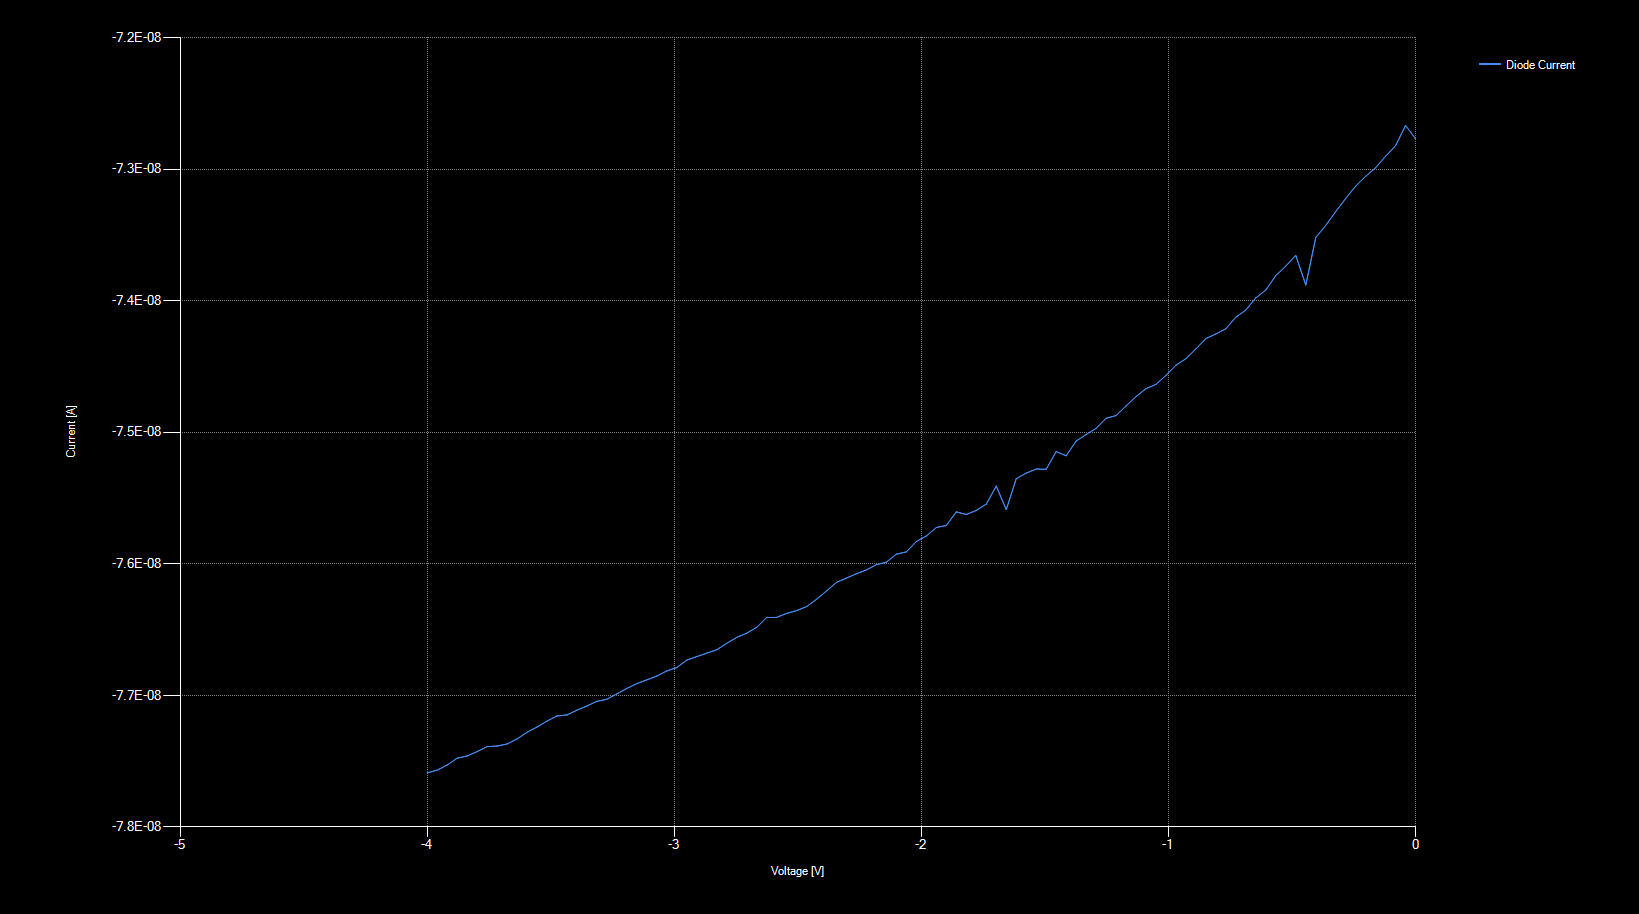 -7.2E-08
Diode Current
-7.3E-08
-7.4E-08
Current [A]
-7.5E-08
-7.6E-08
-7.7E-08
-7.8E-08
-5 -4 -3 -2 -1 0
Voltage [V]